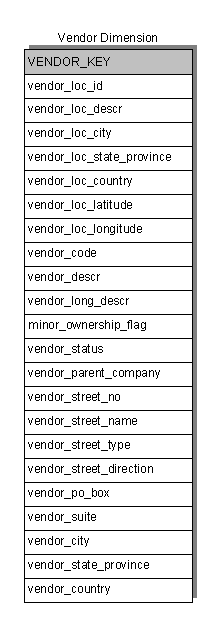 Vendor Dimension
VENDOR_KEY
vendor_loc_id
vendor_loc_descr
vendor_loc_city
vendor_loc_state_province
vendor_loc_country
vendor_loc_latitude
vendor_loc_longitude
vendor_code
vendor_descr
vendor_long_descr
minor_ownership_flag
vendor_status
vendor_parent_company
vendor_street_no
vendor_street_name
vendor_street_type
vendor_street_direction
vendor_po_box
vendor_suite
vendor_city
vendor_state_province
vendor_country